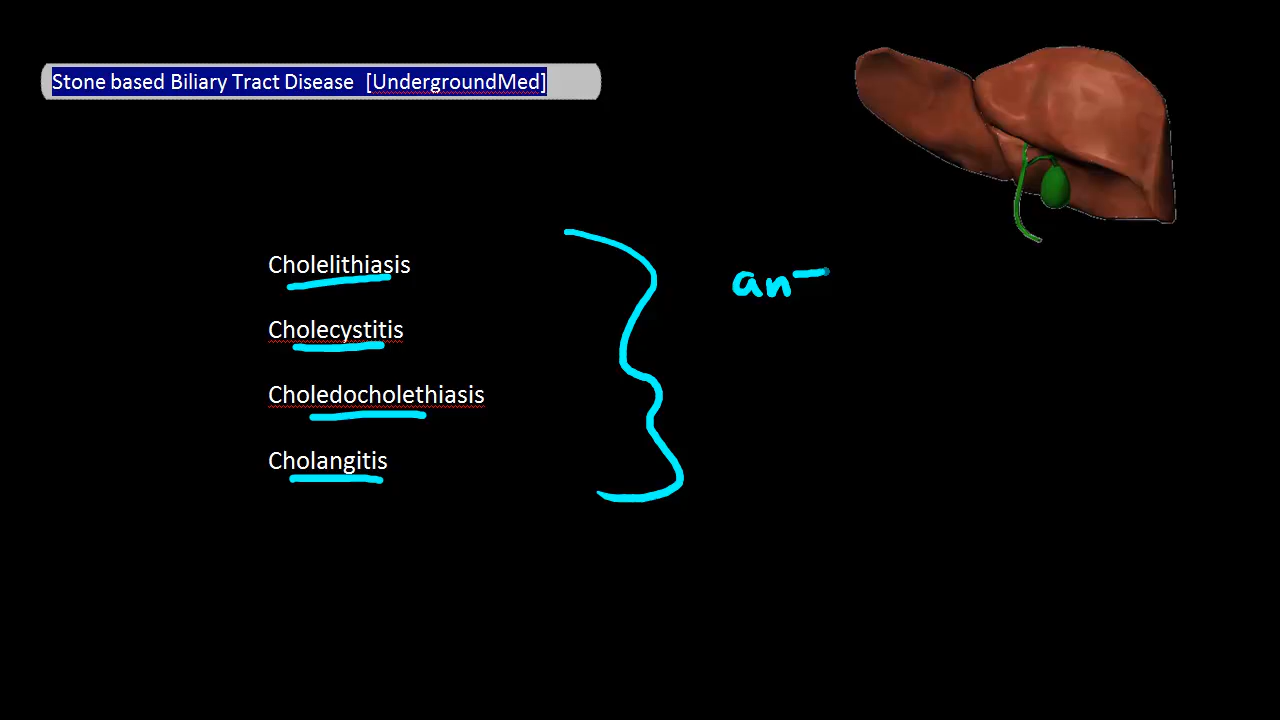 Stone based Biliary Tract Disease [UndergroundMed]
Cholelithiasis
an
Cholecystitis
Choledocholethiasis
Cholangitis